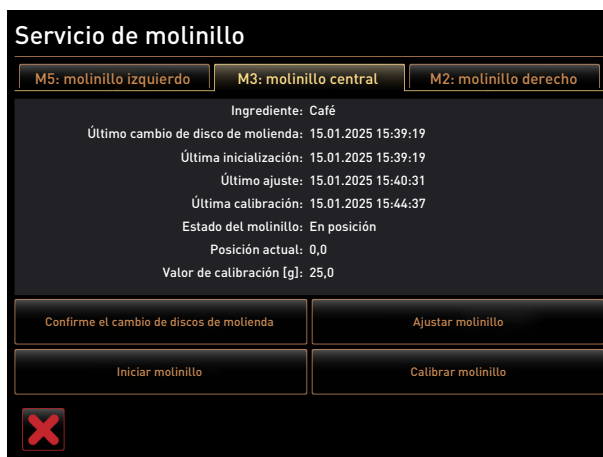 Servicio de molinillo
M5: molinillo izquierdo M3: molinillo central M2: molinillo derecho
Ingrediente: Café
Último cambio de disco de molienda: 15.01.2025 15:39:19
Última inicialización: 15.01.2025 15:39:19
Último ajuste: 15.01.2025 15:40:31
Última calibración: 15.01.2025 15:44:37
Estado del molinillo: En posición
Posición actual: 0,0
Valor de calibración [g]: 25,0
Confirme el cambio de discos de molienda Ajustar molinillo
Iniciar molinillo Calibrar molinillo